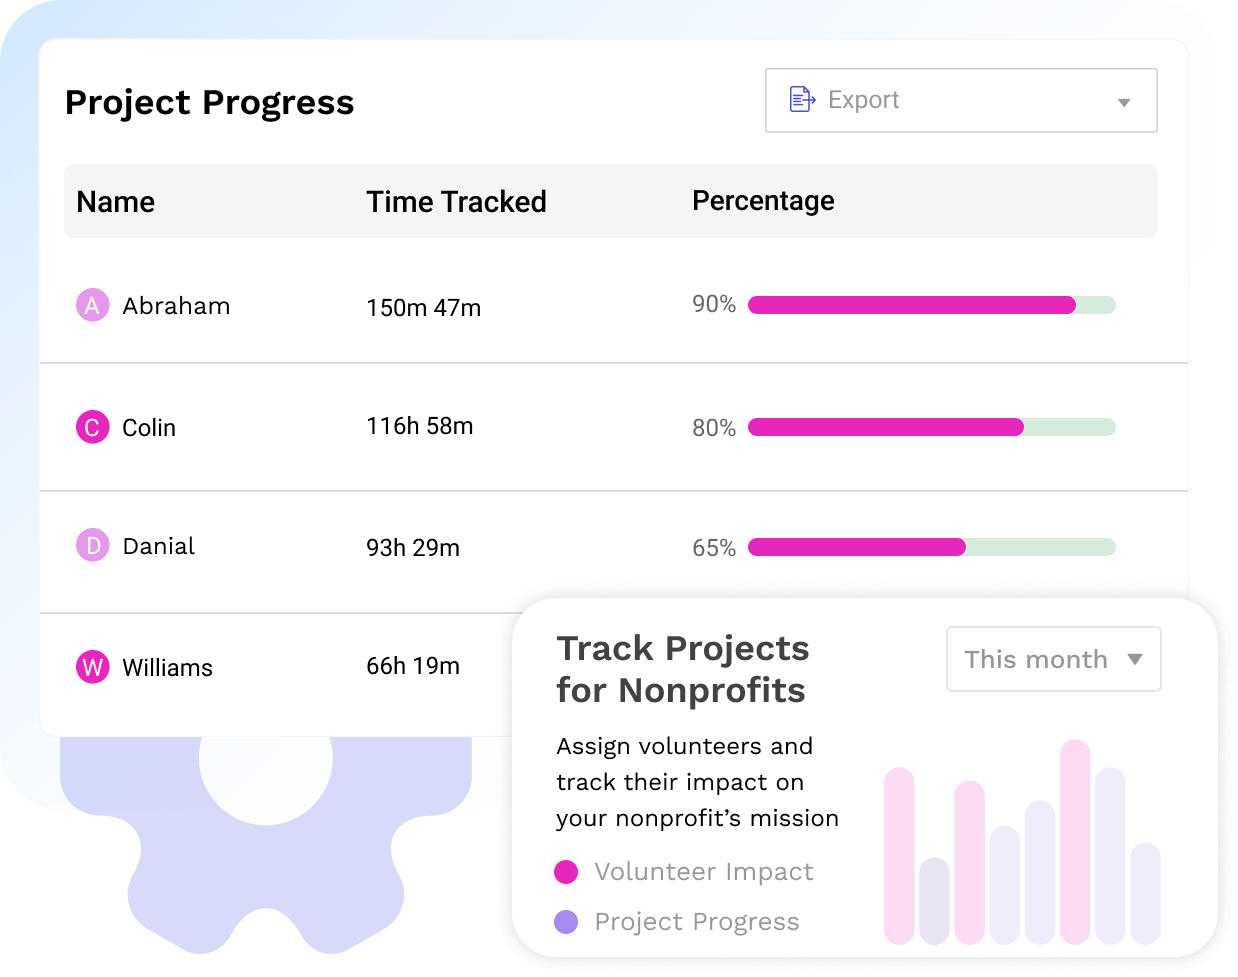 Project Progress
Export
Name Time Tracked Percentage
A Abraham 150m 47m 90%
C Colin 116h 58m 80%
D Danial 93h 29m 65%
W Williams 66h 19m
Track Projects
for Nonprofits
This month
Assign volunteers and
track their impact on
your nonprofit’s mission
Volunteer Impact
Project Progress